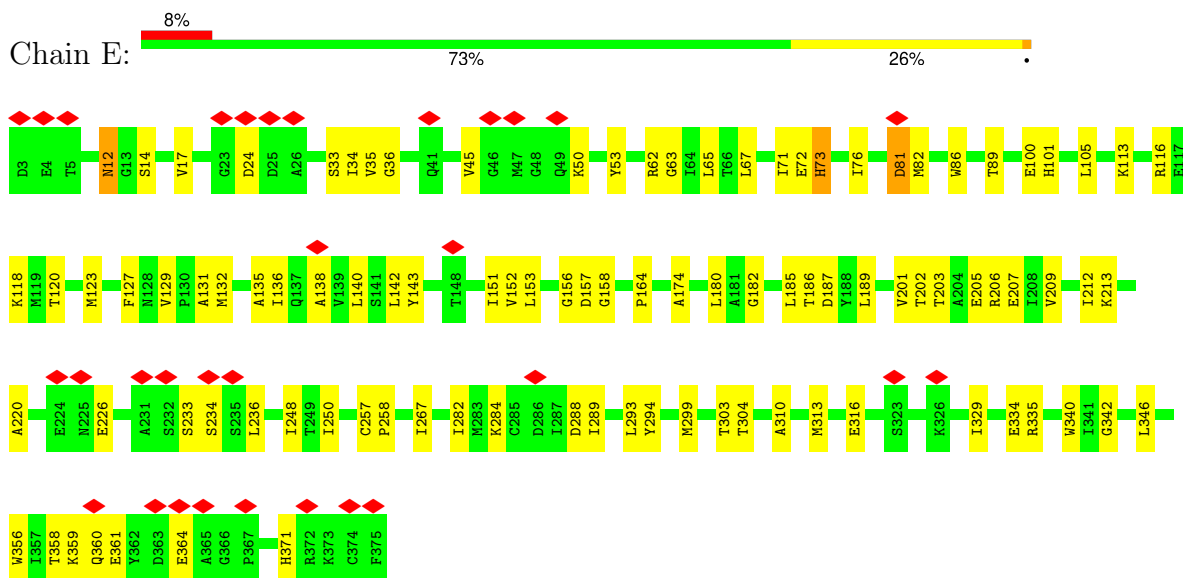 8%
Chain E:
73% 26% •
D3 E4 T5 N12 G13 S14 V17 G23 D24 D25 A26 S33 I34 V35 G36 Q41 V45 G46 M47 G48 Q49 K50 Y53 R62 G63 I64 L65 T66 L67 I71 E72 H73 I76 D81 M82 W86 T89 E100 H101 L105 K113 R116 E117
K118 M119 T120 M123 F127 N128 V129 P130 A131 M132 A135 I136 Q137 A138 V139 L140 S141 L142 Y143 T148 I151 V152 L153 G156 D157 G158 P164 A174 L180 A181 G182 L185 T186 D187 Y188 L189 V201 T202 T203 A204 E205 R206 E207 I208 V209 I212 K213
A220 E224 N225 E226 A231 S232 S233 S234 S235 L236 I248 T249 I250 C257 P258 I267 I282 M283 K284 C285 D286 I287 D288 I289 L293 Y294 M299 T303 T304 A310 M313 E316 S323 K326 I329 E334 R335 W340 I341 G342 L346
W356 I357 T358 K359 Q360 E361 Y362 D363 E364 A365 G366 P367 H371 R372 K373 C374 F375